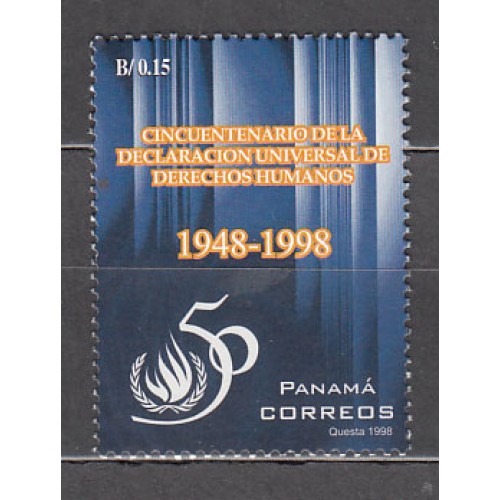 B/ 0.15
CINCUENTENARIO DE LA
DECLARACION UNIVERSAL DE
DERECHOS HUMANOS
1948-1998
50
PANAMÁ
CORREOS
Questa 1998